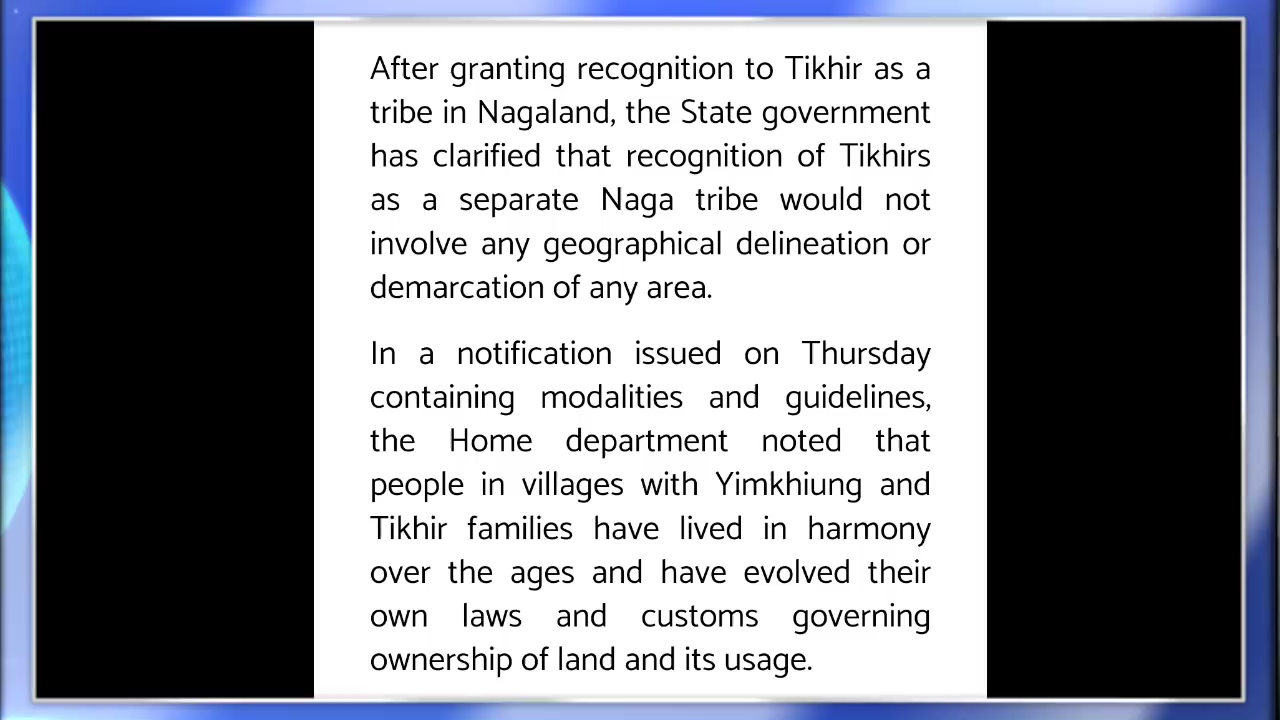 After granting recognition to Tikhir as a
tribe in Nagaland, the State government
has clarified that recognition of Tikhirs
as a separate Naga tribe would not
involve any geographical delineation or
demarcation of any area.
In a notification issued on Thursday
containing modalities and guidelines,
the Home department noted that
people in villages with Yimkhiung and
Tikhir families have lived in harmony
over the ages and have evolved their
own laws and customs governing
ownership of land and its usage.